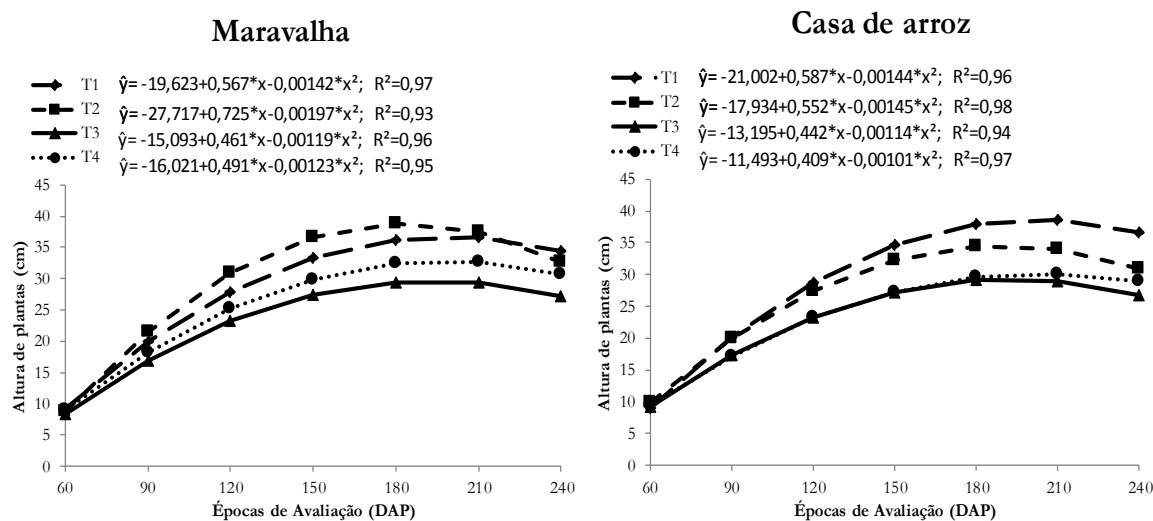 Maravalha
T1 ŷ= -19,623+0,567*x-0,00142*x²; R²=0,97
T2 ŷ= -27,717+0,725*x-0,00197*x²; R²=0,93
T3 ŷ= -15,093+0,461*x-0,00119*x²; R²=0,96
T4 ŷ= -16,021+0,491*x-0,00123*x²; R²=0,95
Altura de plantas (cm)
45
40
35
30
25
20
15
10
5
0
60 90 120 150 180 210 240
Épocas de Avaliação (DAP)
Casa de arroz
T1 ŷ= -21,002+0,587*x-0,00144*x²; R²=0,96
T2 ŷ= -17,934+0,552*x-0,00145*x²; R²=0,98
T3 ŷ= -13,195+0,442*x-0,00114*x²; R²=0,94
T4 ŷ= -11,493+0,409*x-0,00101*x²; R²=0,97
Altura de plantas (cm)
45
40
35
30
25
20
15
10
5
0
60 90 120 150 180 210 240
Épocas de Avaliação (DAP)